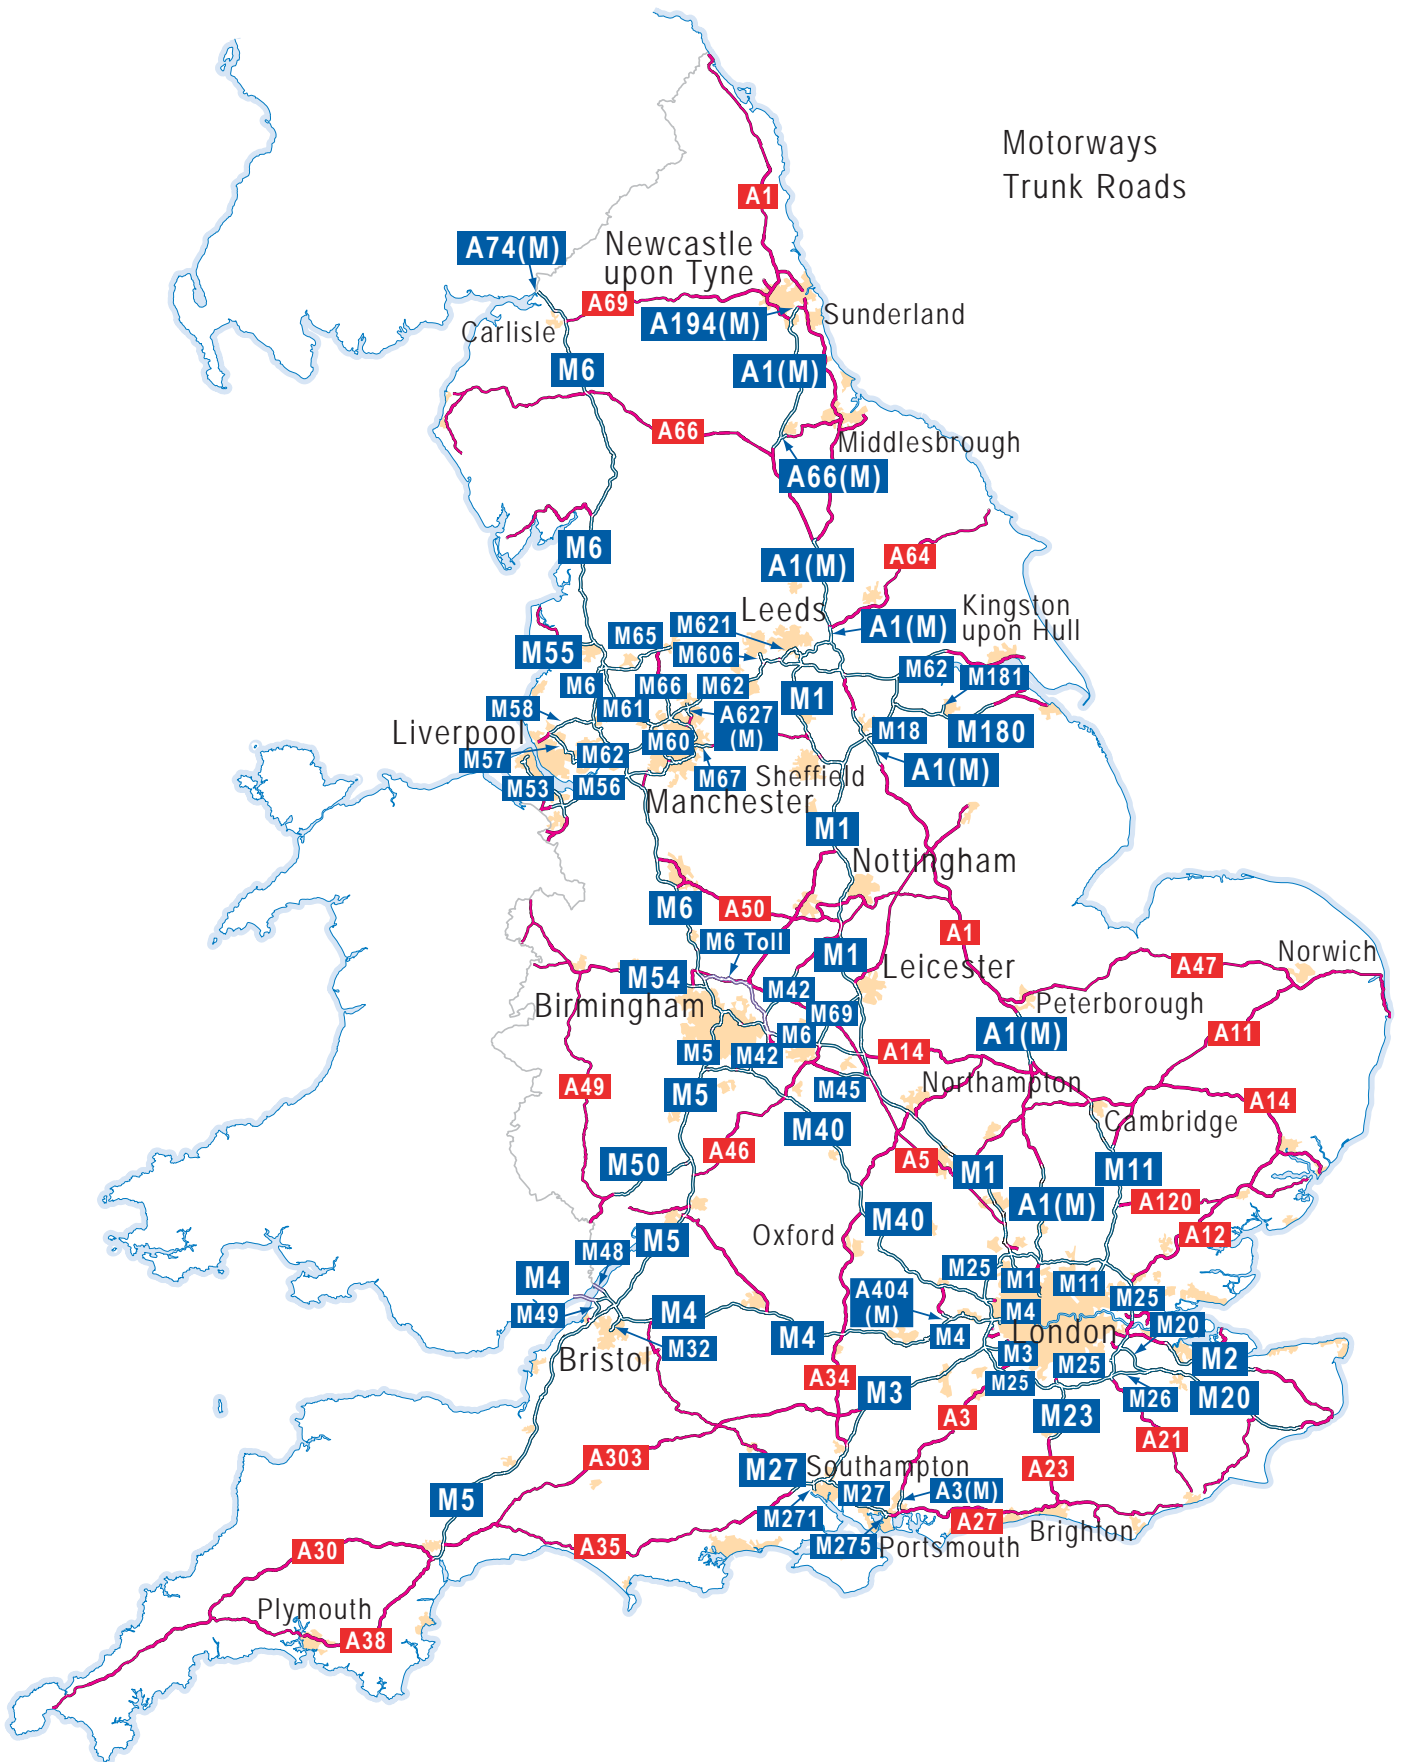 Motorways
Trunk Roads
A1
A74(M)
Newcastle
upon Tyne
A69
A194(M)
Sunderland
Carlisle
M6
A1(M)
A66
Middlesbrough
A66(M)
M6
A1(M)
A64
Leeds
Kingston
upon Hull
M621
A1(M)
M65
M55
M606
M62
M181
M6
M66
M62
M1
M58
M61
A627
(M)
M18
M180
Liverpool
M60
M57
M62
M67
Sheffield
A1(M)
M53
M56
Manchester
M1
Nottingham
M6
A50
A1
M6 Toll
M1
Norwich
A47
M54
Leicester
M42
Birmingham
M69
Peterborough
A1(M)
A11
M6
M5
M42
A14
A49
M5
M45
Northampton
A14
M40
Cambridge
A46
M50
A5
M1
M11
A1(M)
A120
M40
A12
Oxford
M48
M5
M4
M25
M1
M11
A404
(M)
M25
M49
M4
M4
M4
M4
London
M20
M32
Bristol
M3
M25
M2
A34
M3
M25
M26
M20
A3
M23
A21
A303
M27
Southampton
A23
M5
M27
A3(M)
M271
A27
Brighton
A30
A35
M275
Portsmouth
Plymouth
A38